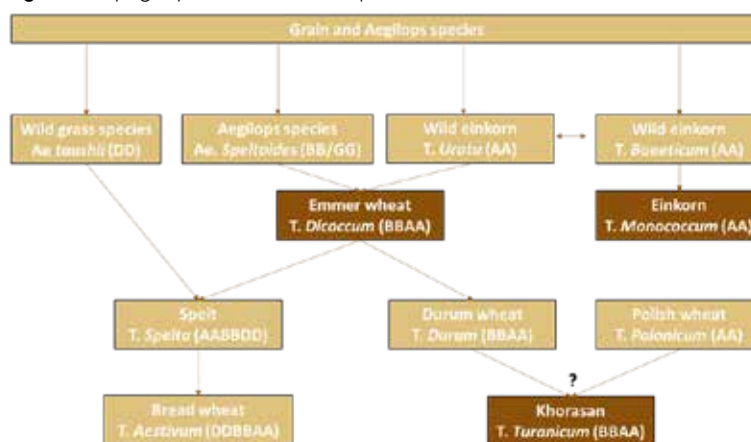 Grain and Aegilops species
Wild grass species
Ae taushii (DD)
Aegilops species
Ae. Speltoides (BB/GG)
Wild einkorn
T. Uratu (AA)
Wild einkorn
T. Boeeticum (AA)
Emmer wheat
T. Dicoccum (BBAA)
Einkorn
T. Monococcum (AA)
Spelt
T. Spelta (AABBDD)
Durum wheat
T. Durum (BBAA)
Polish wheat
T. Polonicum (AA)
?
Bread wheat
T. Aestivum (DDBBAA)
Khorasan
T. Turanicum (BBAA)